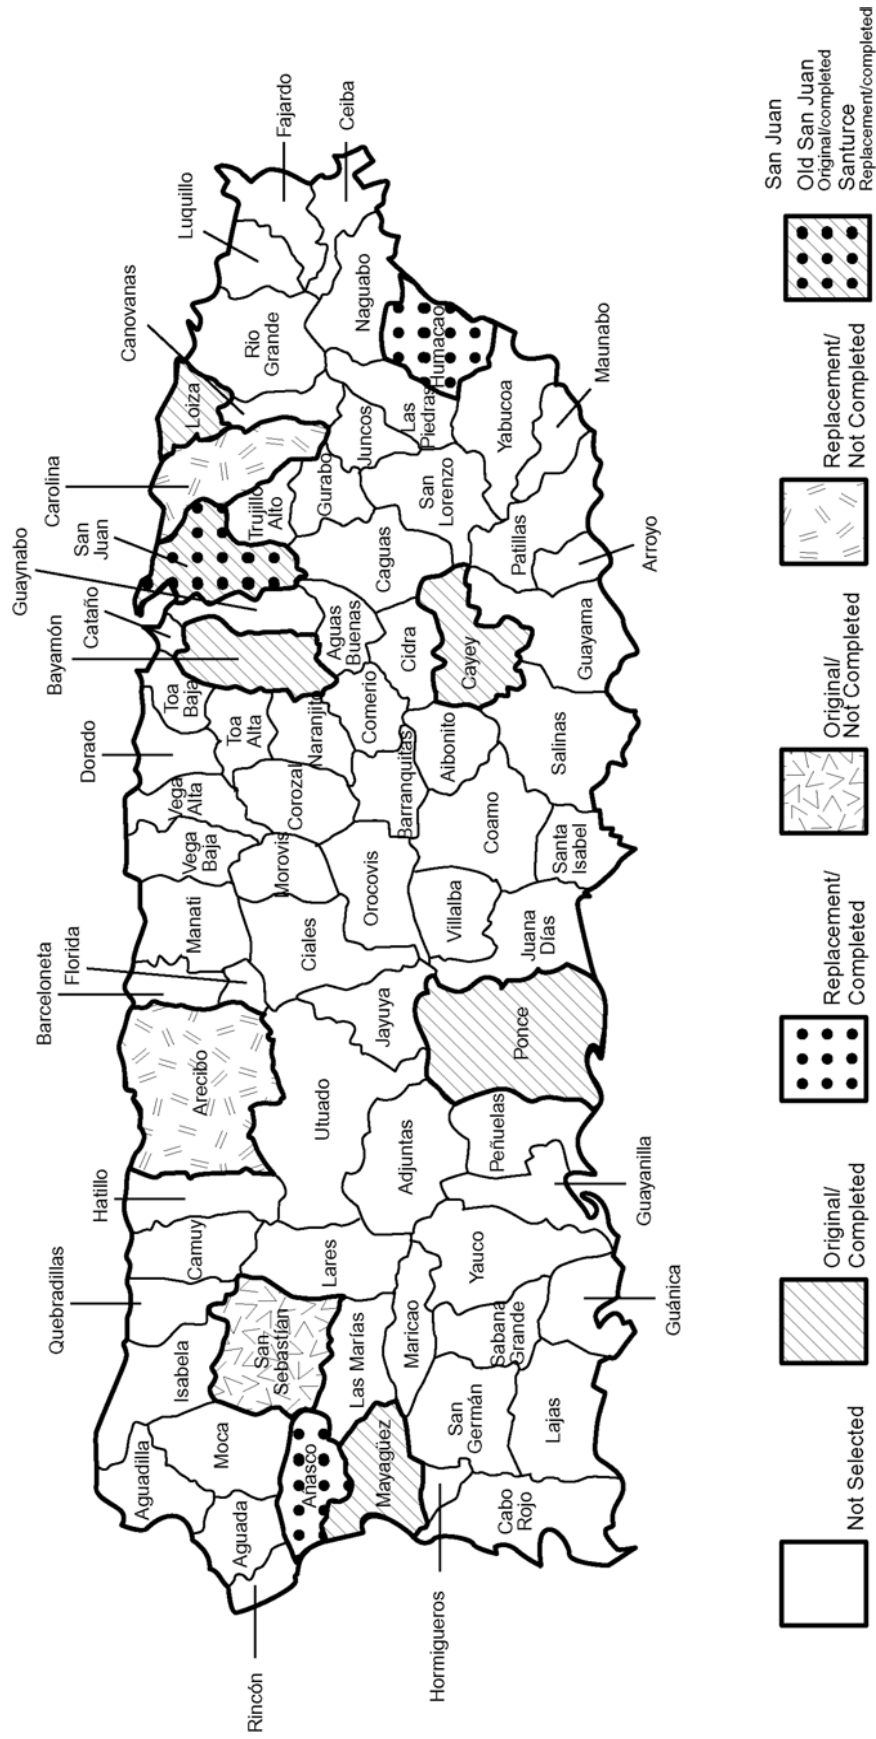 Quebradillas
Hatillo
Barceloneta
Florida
Dorado
Bayamón
Cataño
Guaynabo
San
Juan
Carolina
Canovanas
Luquillo
Fajardo
Ceiba
Aguadilla
Isabela
Camuy
Arecibo
Manati
Vega
Baja
Vega
Alta
Toa
Baja
Toa
Alta
Loiza
Rio
Grande
Moca
San
Sebastían
Aguada
Rincón
Añasco
Lares
Utuado
Ciales
Morovis
Corozal
Naranjito
Aguas
Buenas
Trujillo
Alto
Gurabo
Juncos
Naguabo
Las Marías
Mayagüez
Maricao
Adjuntas
Jayuya
Orocovis
Barranquitas
Comerio
Cidra
Caguas
San
Lorenzo
Las
Piedras
Humacao
Hormigueros
San
Germán
Sabana
Grande
Yauco
Peñuelas
Ponce
Villalba
Juana
Días
Coamo
Aibonito
Cayey
Yabucoa
Cabo
Rojo
Lajas
Guánica
Guayanilla
Santa
Isabel
Salinas
Guayama
Patillas
Arroyo
Maunabo
Not Selected
Original/
Completed
Replacement/
Completed
Original/
Not Completed
Replacement/
Not Completed
San Juan
Old San Juan
Original/completed
Santurce
Replacement/completed